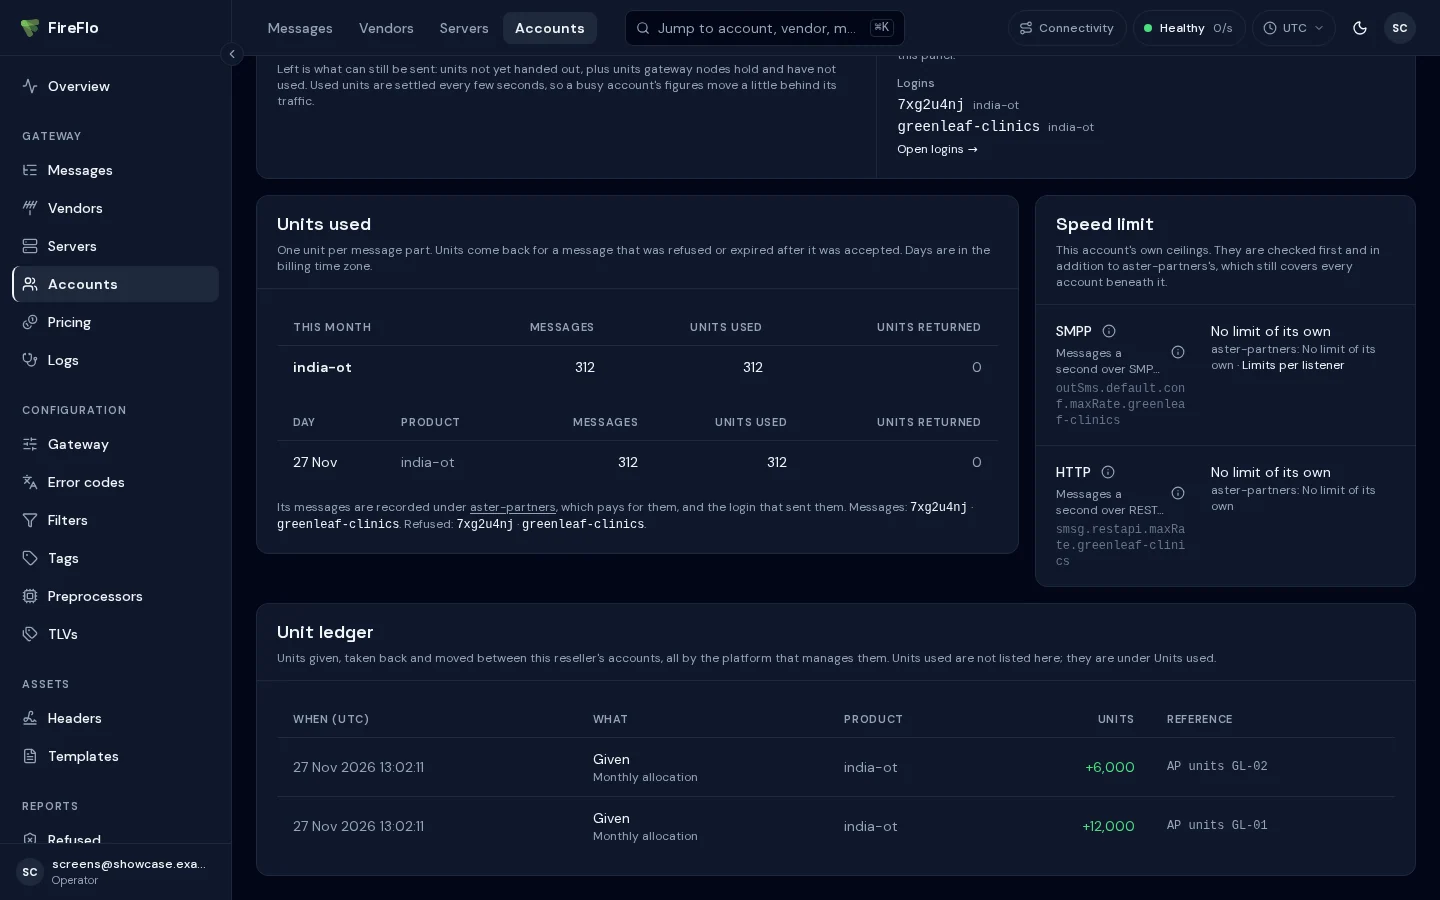 FireFlo
Messages
Vendors
Servers
Accounts
Jump to account, vendor, m...
⌘K
Connectivity
Healthy 0/s
UTC
SC
Overview
GATEWAY
Messages
Vendors
Servers
Accounts
Pricing
Logs
CONFIGURATION
Gateway
Error codes
Filters
Tags
Preprocessors
TLVs
ASSETS
Headers
Templates
REPORTS
Refused
SC
screens@showcase.exa...
Operator
Left is what can still be sent: units not yet handed out, plus units gateway nodes hold and have not
used. Used units are settled every few seconds, so a busy account's figures move a little behind its
traffic.
this panel.
Logins
7xg2u4nj india-ot
greenleaf-clinics india-ot
Open logins →
Units used
One unit per message part. Units come back for a message that was refused or expired after it was accepted. Days are in the
billing time zone.
THIS MONTH MESSAGES UNITS USED UNITS RETURNED
india-ot 312 312 0
DAY PRODUCT MESSAGES UNITS USED UNITS RETURNED
27 Nov india-ot 312 312 0
Its messages are recorded under aster-partners, which pays for them, and the login that sent them. Messages: 7xg2u4nj ·
greenleaf-clinics. Refused: 7xg2u4nj · greenleaf-clinics.
Speed limit
This account's own ceilings. They are checked first and in
addition to aster-partners's, which still covers every
account beneath it.
SMPP
Messages a
second over SMP...
outSms.default.con
f.maxRate.greenlea
f-clinics
No limit of its own
aster-partners: No limit of its
own · Limits per listener
HTTP
Messages a
second over REST...
smsg.restapi.maxRa
te.greenleaf-clini
cs
No limit of its own
aster-partners: No limit of its
own
Unit ledger
Units given, taken back and moved between this reseller's accounts, all by the platform that manages them. Units used are not listed here; they are under Units used.
WHEN (UTC) WHAT PRODUCT UNITS REFERENCE
27 Nov 2026 13:02:11 Given india-ot +6,000 AP units GL-02
Monthly allocation
27 Nov 2026 13:02:11 Given india-ot +12,000 AP units GL-01
Monthly allocation